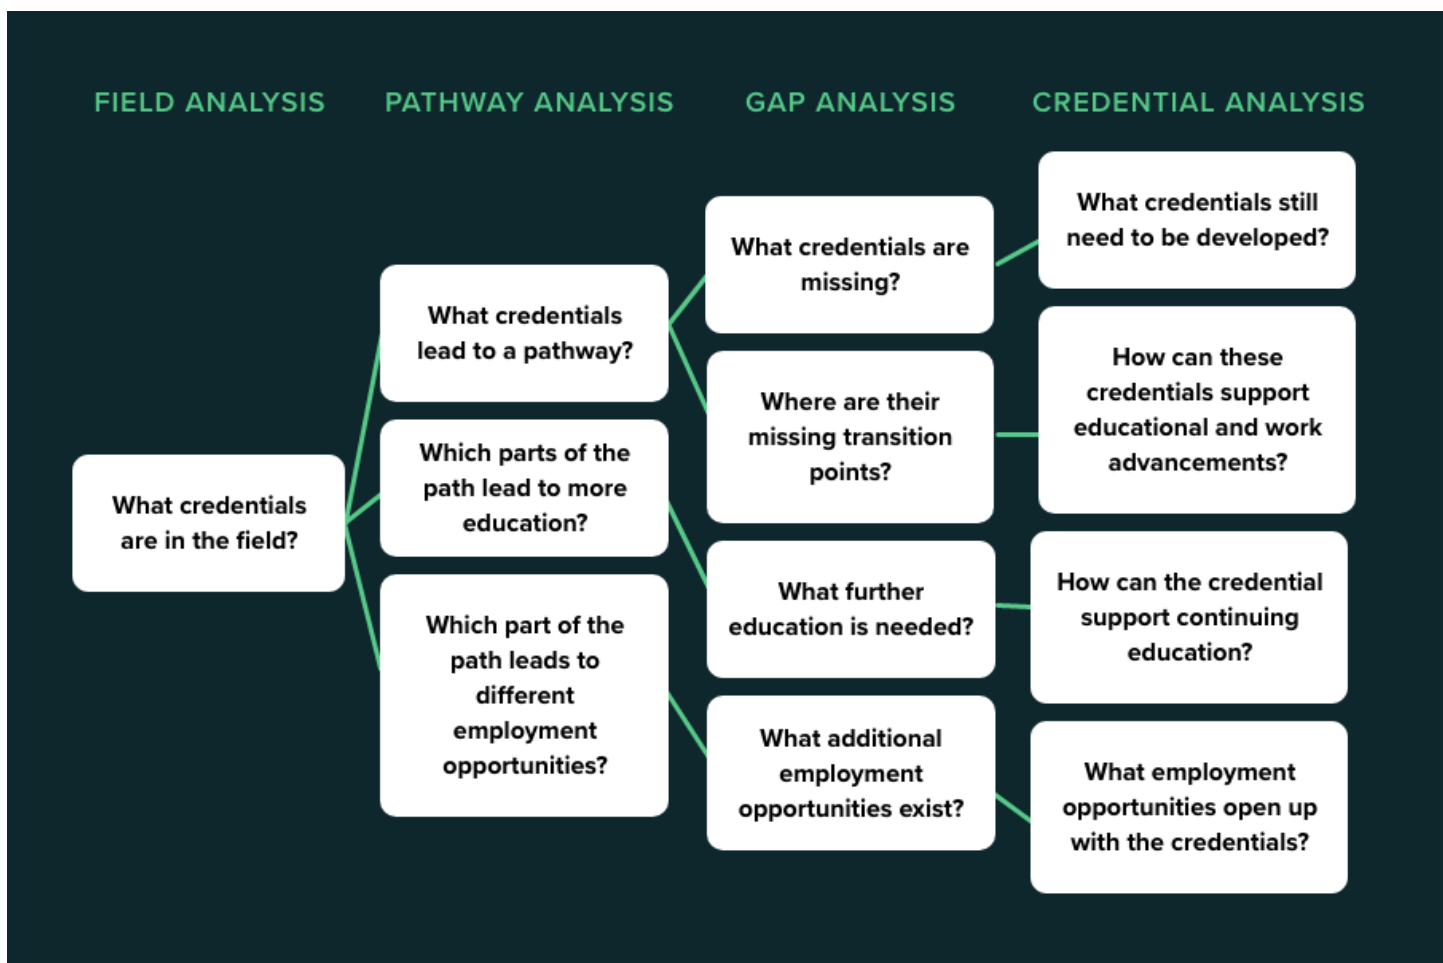 FIELD ANALYSIS
PATHWAY ANALYSIS
GAP ANALYSIS
CREDENTIAL ANALYSIS
What credentials
are in the field?
What credentials
lead to a pathway?
Which parts of the
path lead to more
education?
Which part of the
path leads to
different
employment
opportunities?
What credentials are
missing?
Where are their
missing transition
points?
What further
education is needed?
What additional
employment
opportunities exist?
What credentials still
need to be developed?
How can these
credentials support
educational and work
advancements?
How can the credential
support continuing
education?
What employment
opportunities open up
with the credentials?